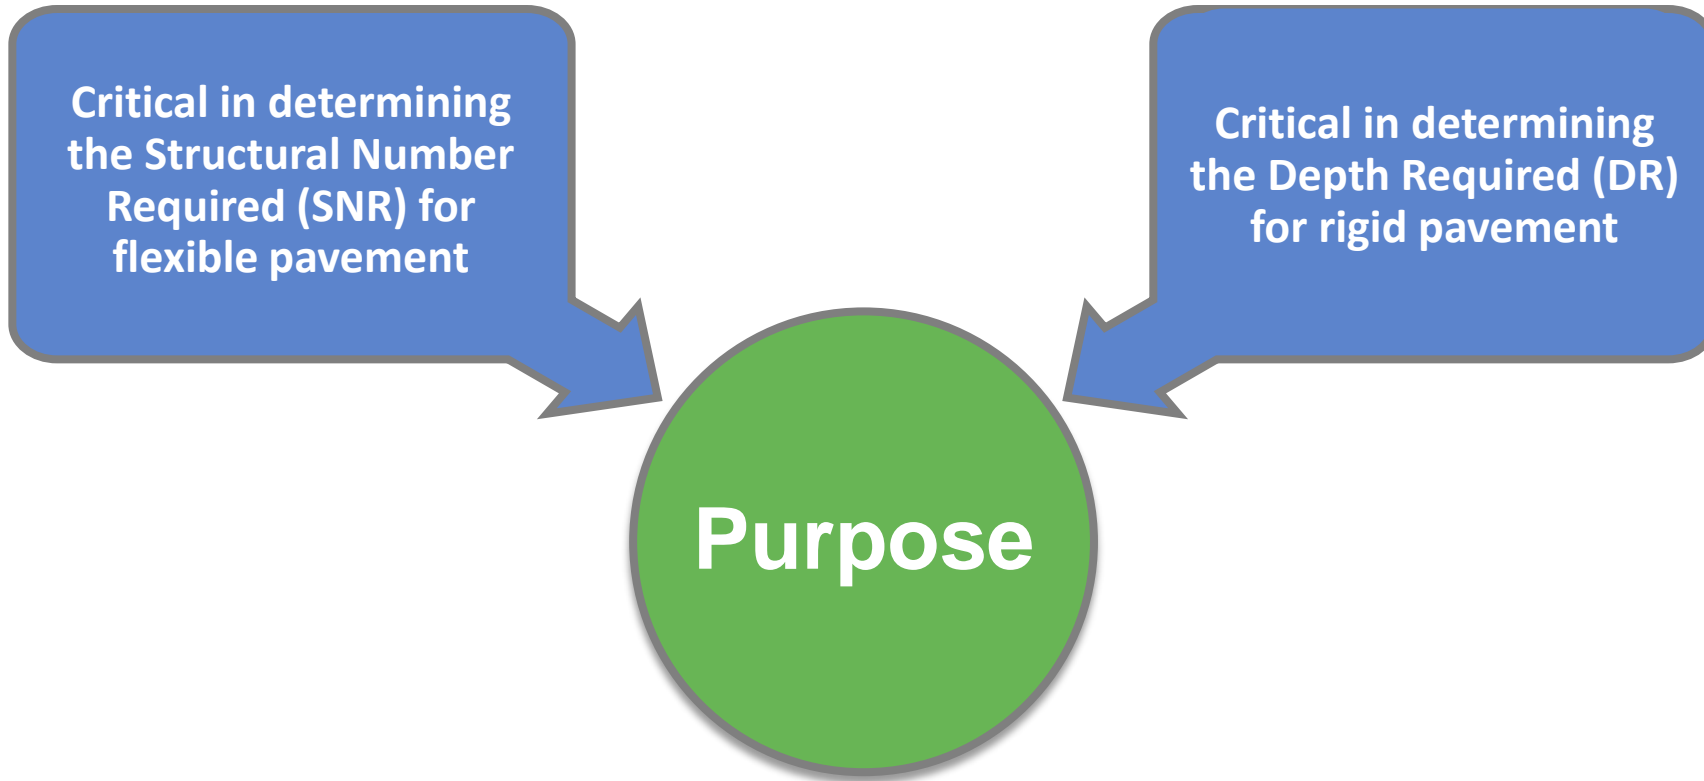 Critical in determining
the Structural Number
Required (SNR) for
flexible pavement
Critical in determining
the Depth Required (DR)
for rigid pavement
Purpose